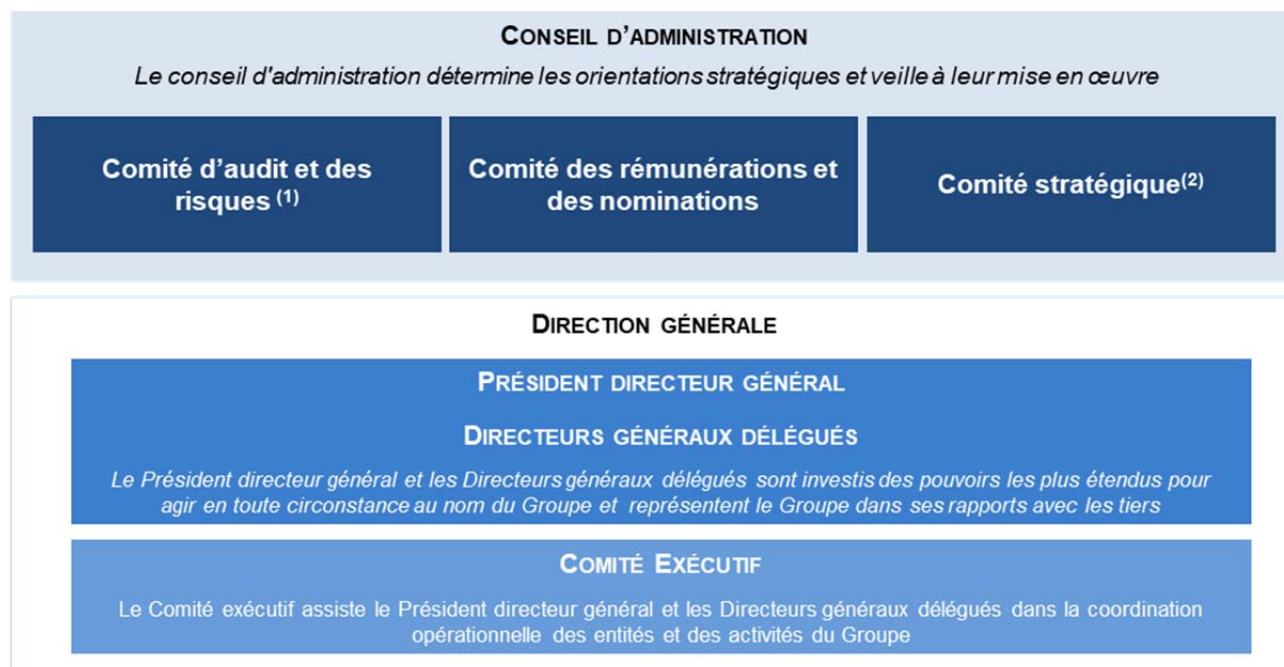 CONSEIL D'ADMINISTRATION
Le conseil d'administration détermine les orientations stratégiques et veille à leur mise en œuvre
Comité d'audit et des
risques (1)
Comité des rémunérations et
des nominations
Comité stratégique(2)
DIRECTION GÉNÉRALE
PRÉSIDENT DIRECTEUR GÉNÉRAL
DIRECTEURS GÉNÉRAUX DÉLÉGUÉS
Le Président directeur général et les Directeurs généraux délégués sont investis des pouvoirs les plus étendus pour
agir en toute circonstance au nom du Groupe et représentent le Groupe dans ses rapports avec les tiers
COMITÉ EXÉCUTIF
Le Comité exécutif assiste le Président directeur général et les Directeurs généraux délégués dans la coordination
opérationnelle des entités et des activités du Groupe